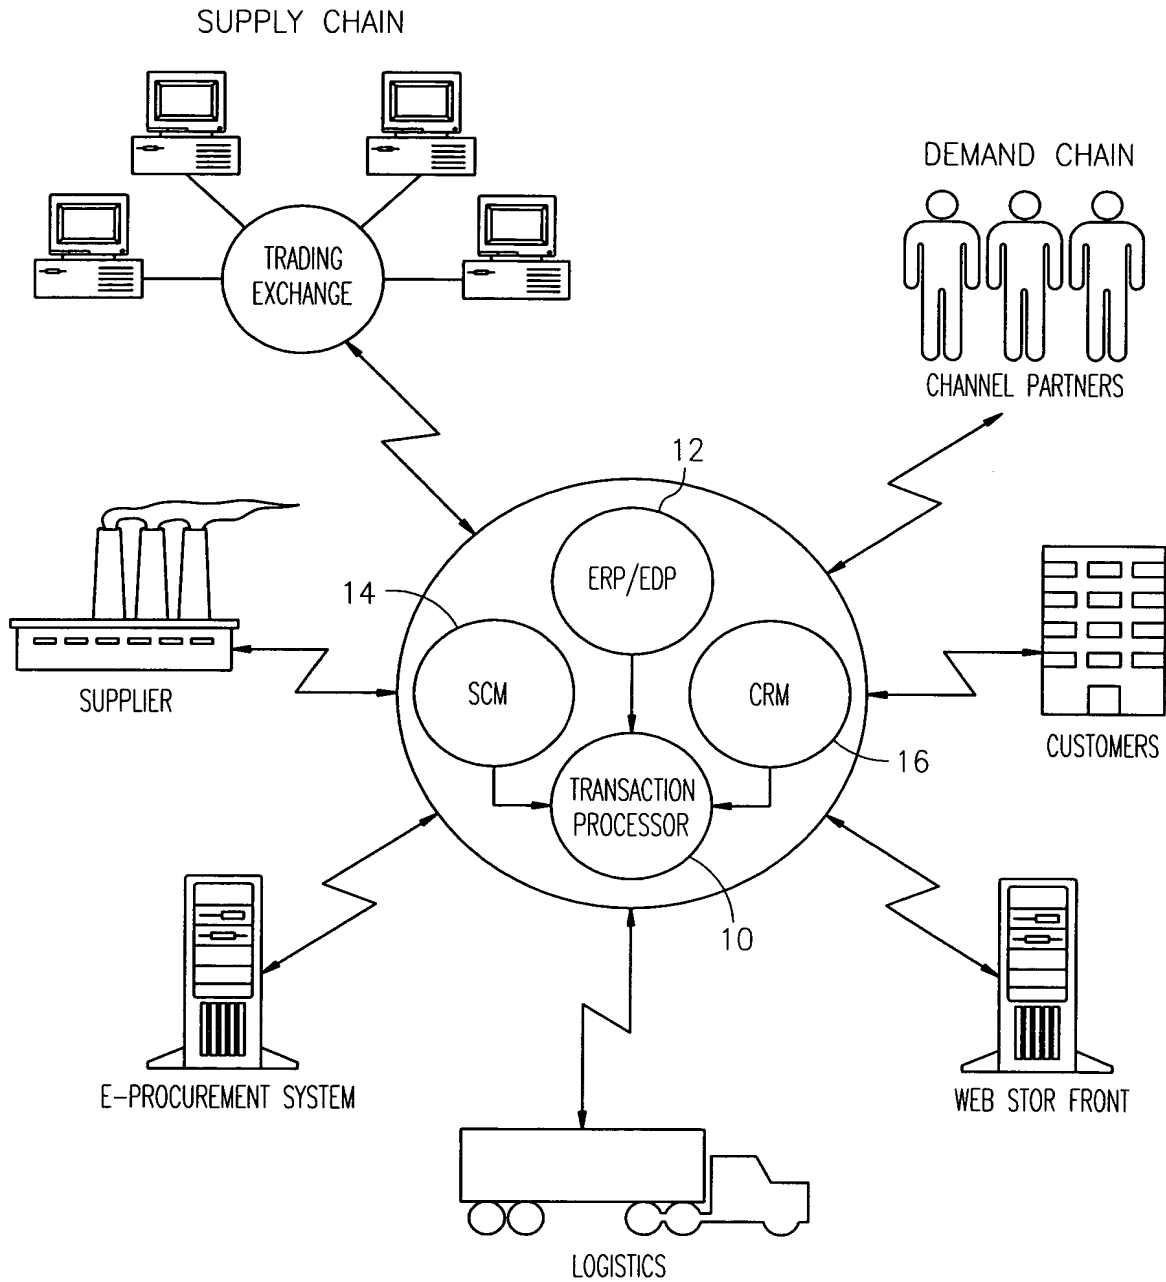 SUPPLY CHAIN
DEMAND CHAIN
TRADING
EXCHANGE
CHANNEL PARTNERS
12
ERP/EDP
14
SCM
CRM
SUPPLIER
CUSTOMERS
16
TRANSACTION
PROCESSOR
10
E-PROCUREMENT SYSTEM
WEB STOR FRONT
LOGISTICS